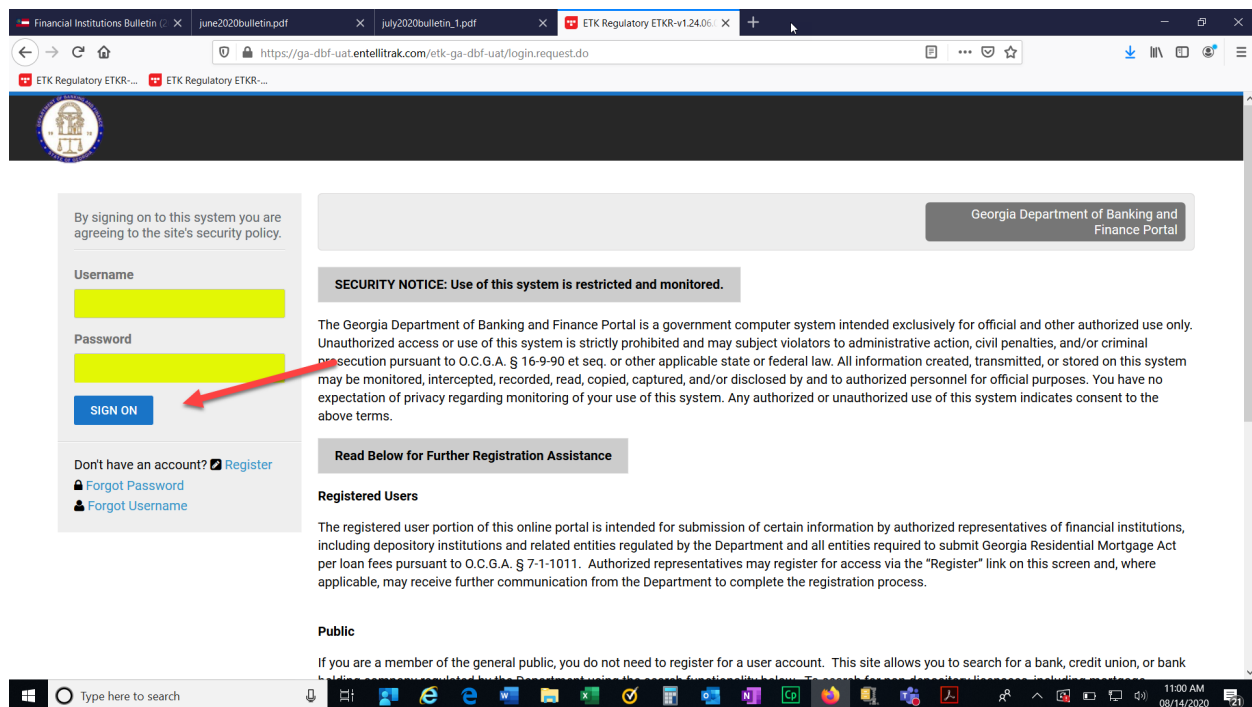 Financial Institutions Bulletin (2
june2020bulletin.pdf
july2020bulletin_1.pdf
ETK Regulatory ETKR-v1.24.06.
https://ga-dbf-uat.entellitrak.com/etk-ga-dbf-uat/login.request.do
ETK Regulatory ETKR-...
ETK Regulatory ETKR-...
By signing on to this system you are
agreeing to the site's security policy.
Username
Password
SIGN ON
Don't have an account? Register
Forgot Password
Forgot Username
Georgia Department of Banking and
Finance Portal
SECURITY NOTICE: Use of this system is restricted and monitored.
The Georgia Department of Banking and Finance Portal is a government computer system intended exclusively for official and other authorized use only.
Unauthorized access or use of this system is strictly prohibited and may subject violators to administrative action, civil penalties, and/or criminal
prosecution pursuant to O.C.G.A. § 16-9-90 et seq. or other applicable state or federal law. All information created, transmitted, or stored on this system
may be monitored, intercepted, recorded, read, copied, captured, and/or disclosed by and to authorized personnel for official purposes. You have no
expectation of privacy regarding monitoring of your use of this system. Any authorized or unauthorized use of this system indicates consent to the
above terms.
Read Below for Further Registration Assistance
Registered Users
The registered user portion of this online portal is intended for submission of certain information by authorized representatives of financial institutions,
including depository institutions and related entities regulated by the Department and all entities required to submit Georgia Residential Mortgage Act
per loan fees pursuant to O.C.G.A. § 7-1-1011. Authorized representatives may register for access via the “Register” link on this screen and, where
applicable, may receive further communication from the Department to complete the registration process.
Public
If you are a member of the general public, you do not need to register for a user account. This site allows you to search for a bank, credit union, or bank
Type here to search
11:00 AM
08/14/2020
21